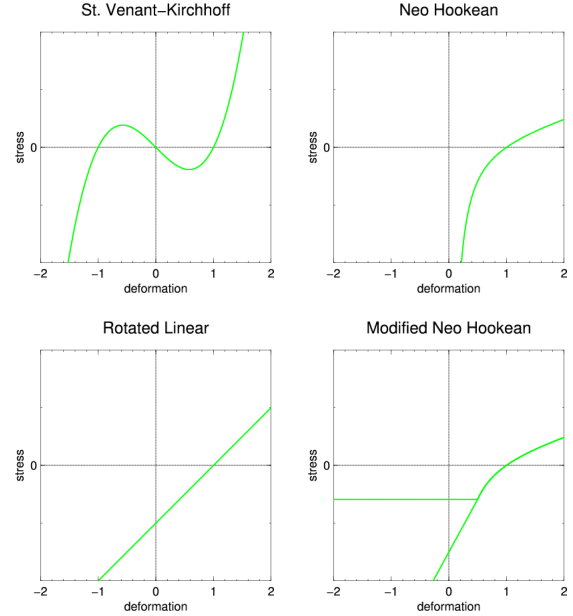 St. Venant−Kirchhoff
Neo Hookean
stress
0
−2 −1 0 1 2
deformation
stress
0
−2 −1 0 1 2
deformation
Rotated Linear
Modified Neo Hookean
stress
0
−2 −1 0 1 2
deformation
stress
0
−2 −1 0 1 2
deformation